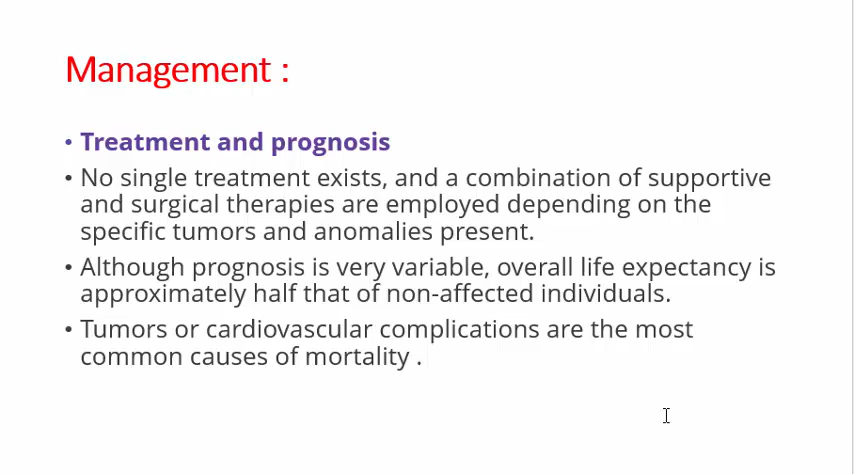 Management :
• Treatment and prognosis
• No single treatment exists, and a combination of supportive
and surgical therapies are employed depending on the
specific tumors and anomalies present.
• Although prognosis is very variable, overall life expectancy is
approximately half that of non-affected individuals.
• Tumors or cardiovascular complications are the most
common causes of mortality .